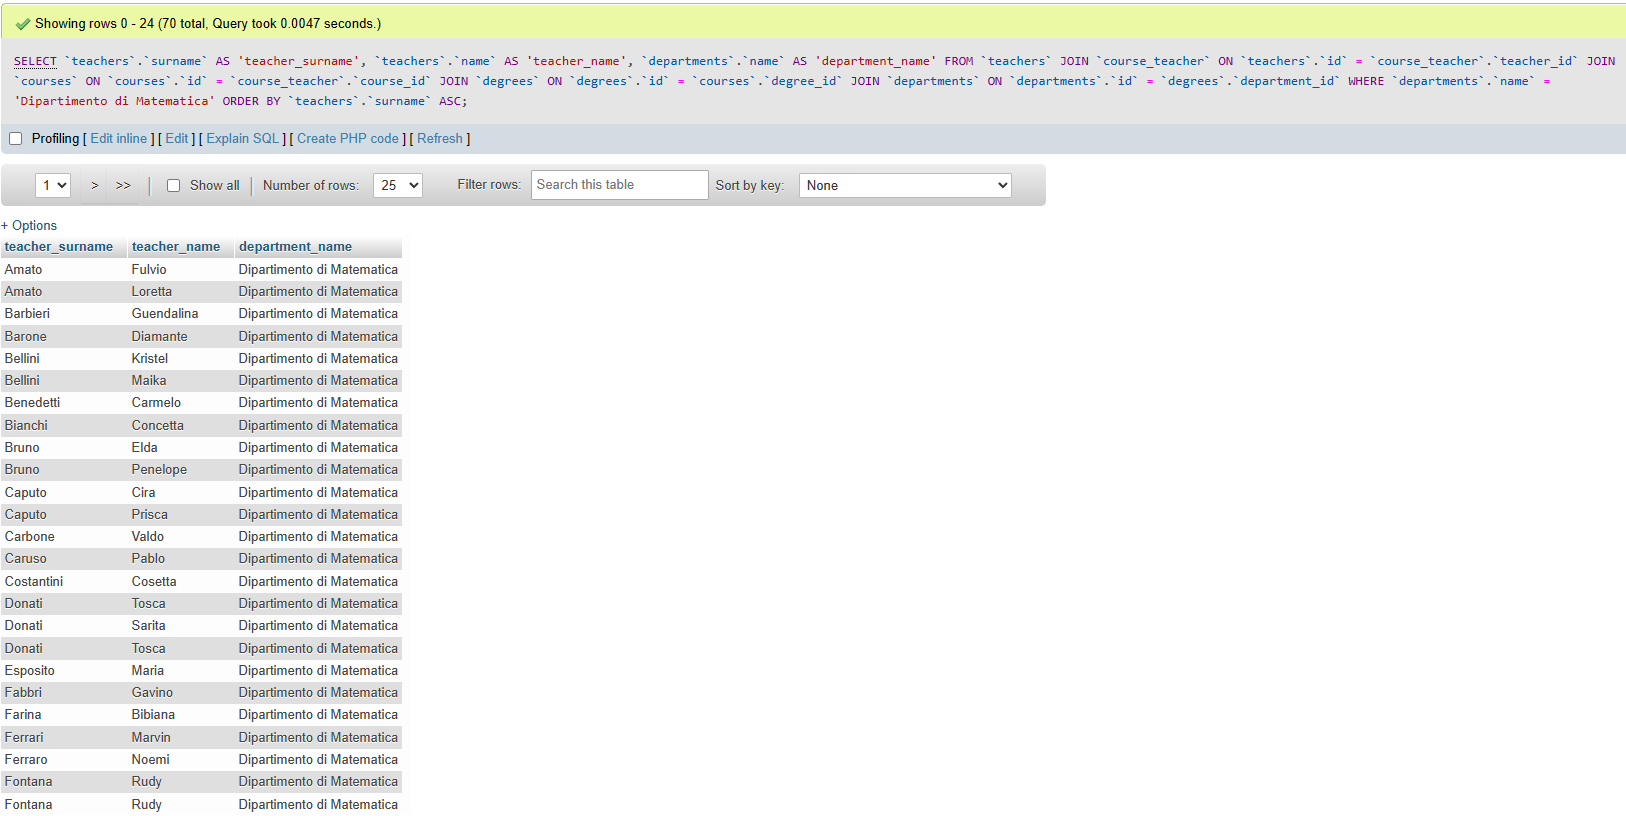 Showing rows 0 - 24 (70 total, Query took 0.0047 seconds.)
SELECT `teachers`.`surname` AS 'teacher_surname', `teachers`.`name` AS 'teacher_name', `departments`.`name` AS 'department_name' FROM `teachers` JOIN `course_teacher` ON `teachers`.`id` = `course_teacher`.`teacher_id` JOIN
`courses` ON `courses`.`id` = `course_teacher`.`course_id` JOIN `degrees` ON `degrees`.`id` = `courses`.`degree_id` JOIN `departments` ON `departments`.`id` = `degrees`.`department_id` WHERE `departments`.`name` =
'Dipartimento di Matematica' ORDER BY `teachers`.`surname` ASC;
Profiling [ Edit inline ] [ Edit ] [ Explain SQL ] [ Create PHP code ] [ Refresh ]
1 > >> | Show all | Number of rows: 25 Filter rows: Search this table Sort by key: None
+ Options
teacher_surname teacher_name department_name
Amato Fulvio Dipartimento di Matematica
Amato Loretta Dipartimento di Matematica
Barbieri Guendalina Dipartimento di Matematica
Barone Diamante Dipartimento di Matematica
Bellini Kristel Dipartimento di Matematica
Bellini Maika Dipartimento di Matematica
Benedetti Carmelo Dipartimento di Matematica
Bianchi Concetta Dipartimento di Matematica
Bruno Elda Dipartimento di Matematica
Bruno Penelope Dipartimento di Matematica
Caputo Cira Dipartimento di Matematica
Caputo Prisca Dipartimento di Matematica
Carbone Valdo Dipartimento di Matematica
Caruso Pablo Dipartimento di Matematica
Costantini Cosetta Dipartimento di Matematica
Donati Tosca Dipartimento di Matematica
Donati Sarita Dipartimento di Matematica
Donati Tosca Dipartimento di Matematica
Esposito Maria Dipartimento di Matematica
Fabbri Gavino Dipartimento di Matematica
Farina Bibiana Dipartimento di Matematica
Ferrari Marvin Dipartimento di Matematica
Ferraro Noemi Dipartimento di Matematica
Fontana Rudy Dipartimento di Matematica
Fontana Rudy Dipartimento di Matematica